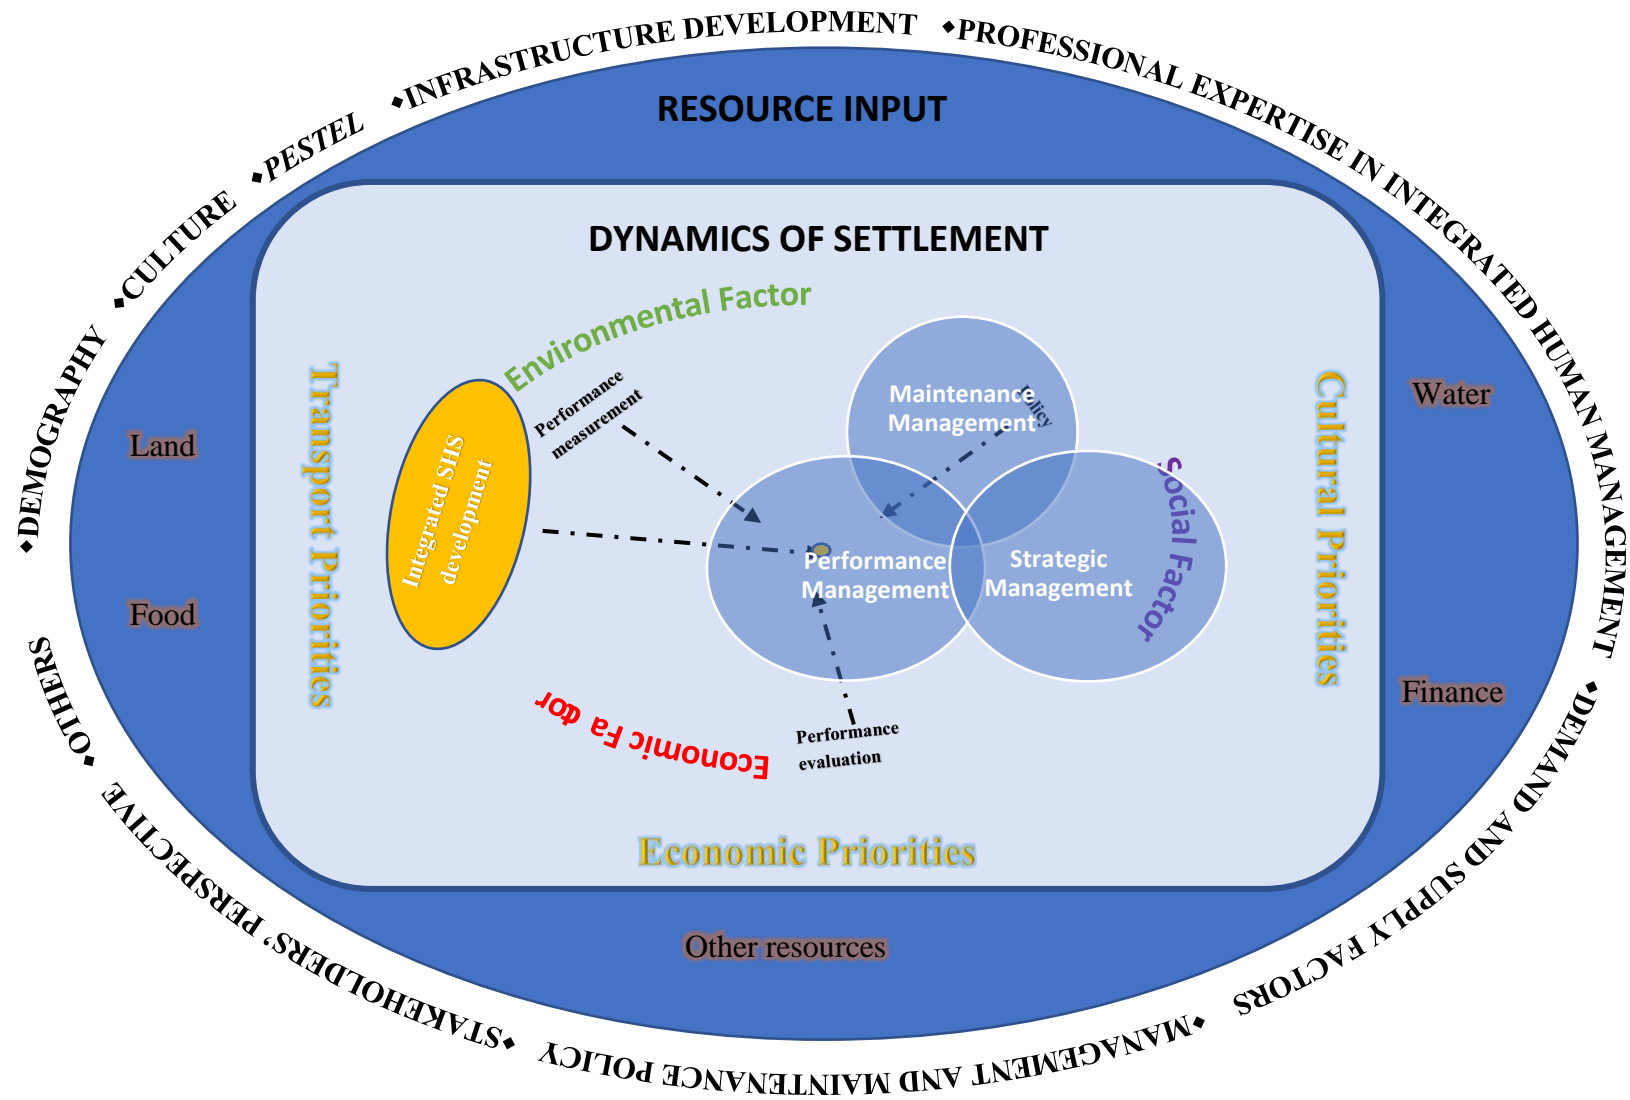 ◆DEMOGRAPHY ◆CULTURE ◆PESTEL ◆INFRASTRUCTURE DEVELOPMENT ◆PROFESSIONAL EXPERTISE IN INTEGRATED HUMAN MANAGEMENT ◆DEMAND AND SUPPLY FACTORS ◆MANAGEMENT AND MAINTENANCE POLICY ◆STAKEHOLDERS’ PERSPECTIVE ◆OTHERS
RESOURCE INPUT
DYNAMICS OF SETTLEMENT
Environmental Factor
Transport Priorities
Cultural Priorities
Land
Food
Water
Finance
Integrated SHS
development
Performance
measurement
Maintenance
Management
Policy
Social Factor
Performance
Management
Strategic
Management
Economic Factor
Performance
evaluation
Economic Priorities
Other resources